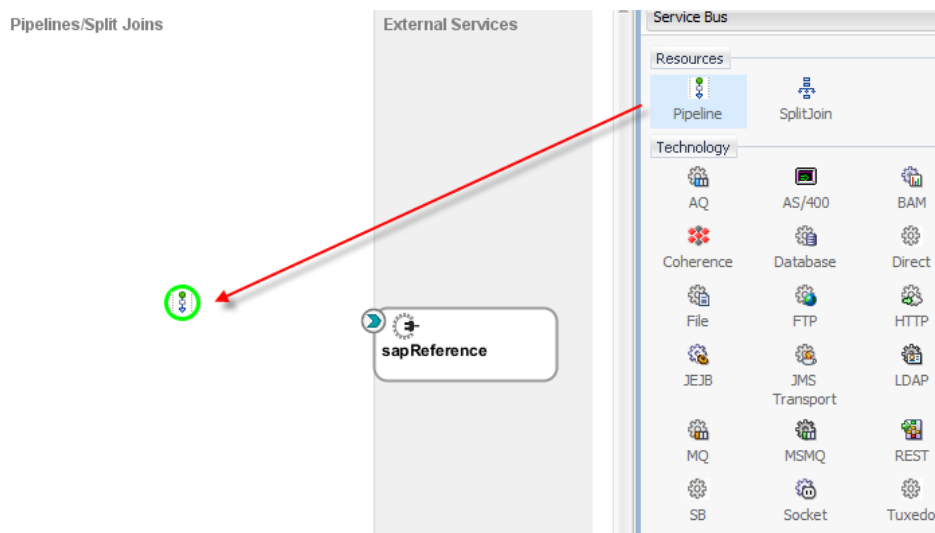 Pipelines/Split Joins
External Services
sapReference
Service Bus
Resources
Pipeline
SplitJoin
Technology
AQ
AS/400
BAM
Coherence
Database
Direct
File
FTP
HTTP
JEJB
JMS
Transport
LDAP
MQ
MSMQ
REST
SB
Socket
Tuxedo